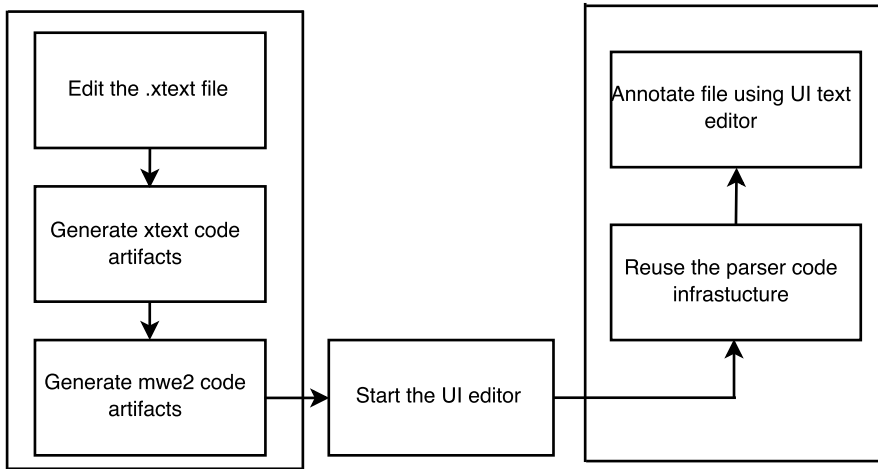 Edit the .xtext file
Generate xtext code
artifacts
Generate mwe2 code
artifacts
Start the UI editor
Reuse the parser code
infrastucture
Annotate file using UI text
editor